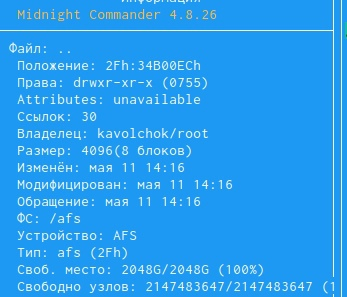 Информация
Midnight Commander 4.8.26
Файл: ..
Положение: 2Fh:34B00ECh
Права: drwxr-xr-x (0755)
Attributes: unavailable
Ссылок: 30
Владелец: kavolchok/root
Размер: 4096(8 блоков)
Изменён: мая 11 14:16
Модифицирован: мая 11 14:16
Обращение: мая 11 14:16
ФС: /afs
Устройство: AFS
Тип: afs (2Fh)
Своб. место: 2048G/2048G (100%)
Свободно узлов: 2147483647/2147483647 (1